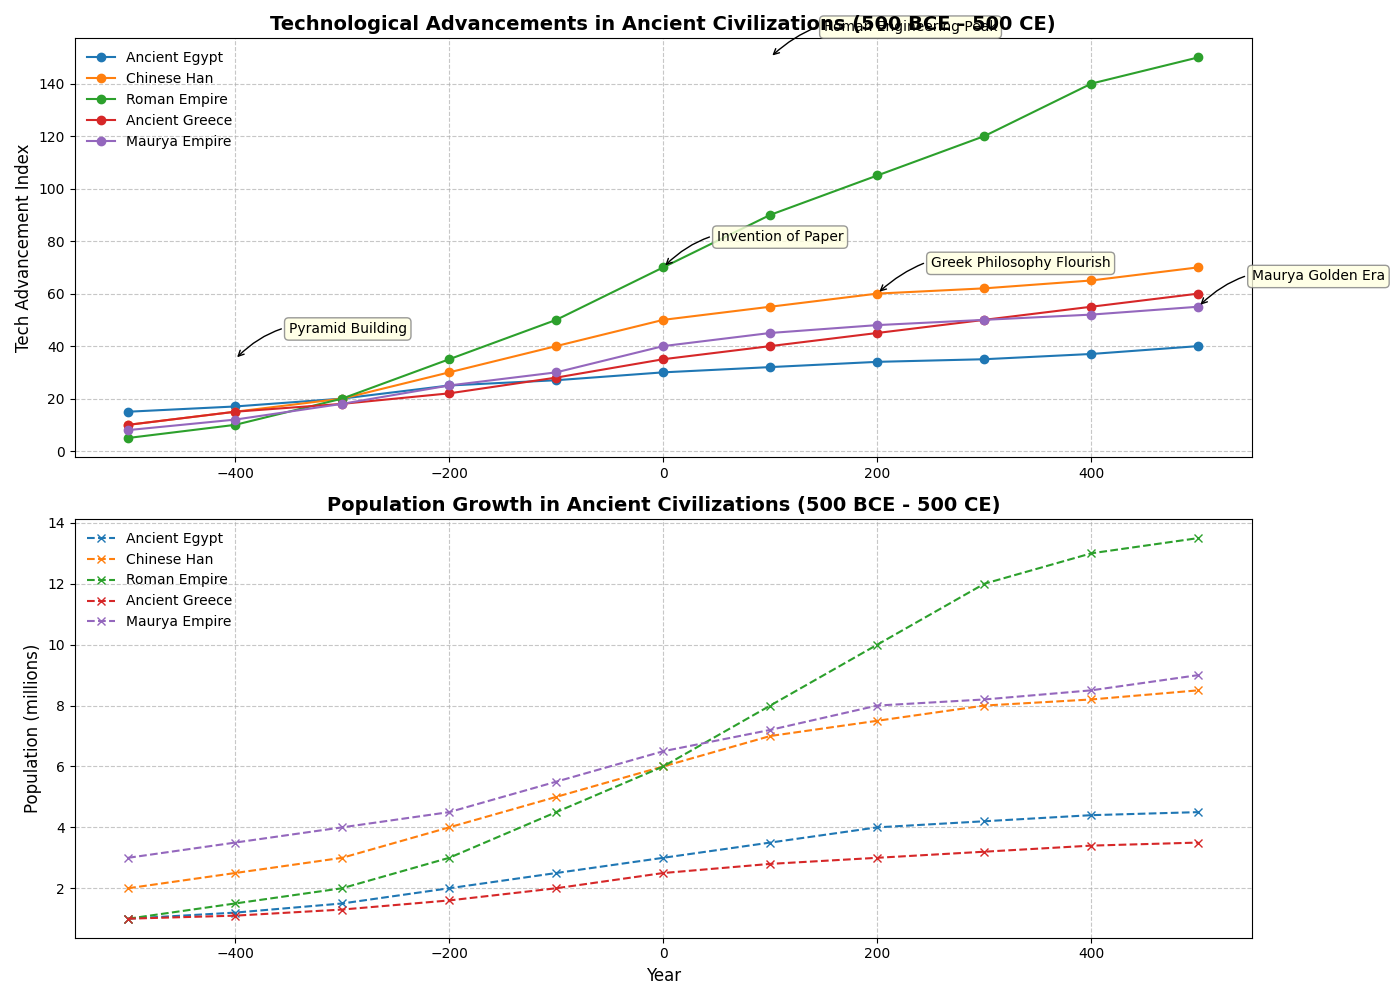 Technological Advancements in Ancient Civilizations (500 BCE - 500 CE)
Roman Engineering Peak
Ancient Egypt
Chinese Han
Roman Empire
Ancient Greece
Maurya Empire
Tech Advancement Index
140
120
100
80
60
40
20
0
Invention of Paper
Greek Philosophy Flourish
Maurya Golden Era
Pyramid Building
−400
−200
0
200
400
Population Growth in Ancient Civilizations (500 BCE - 500 CE)
Ancient Egypt
Chinese Han
Roman Empire
Ancient Greece
Maurya Empire
Population (millions)
14
12
10
8
6
4
2
−400
−200
0
200
400
Year